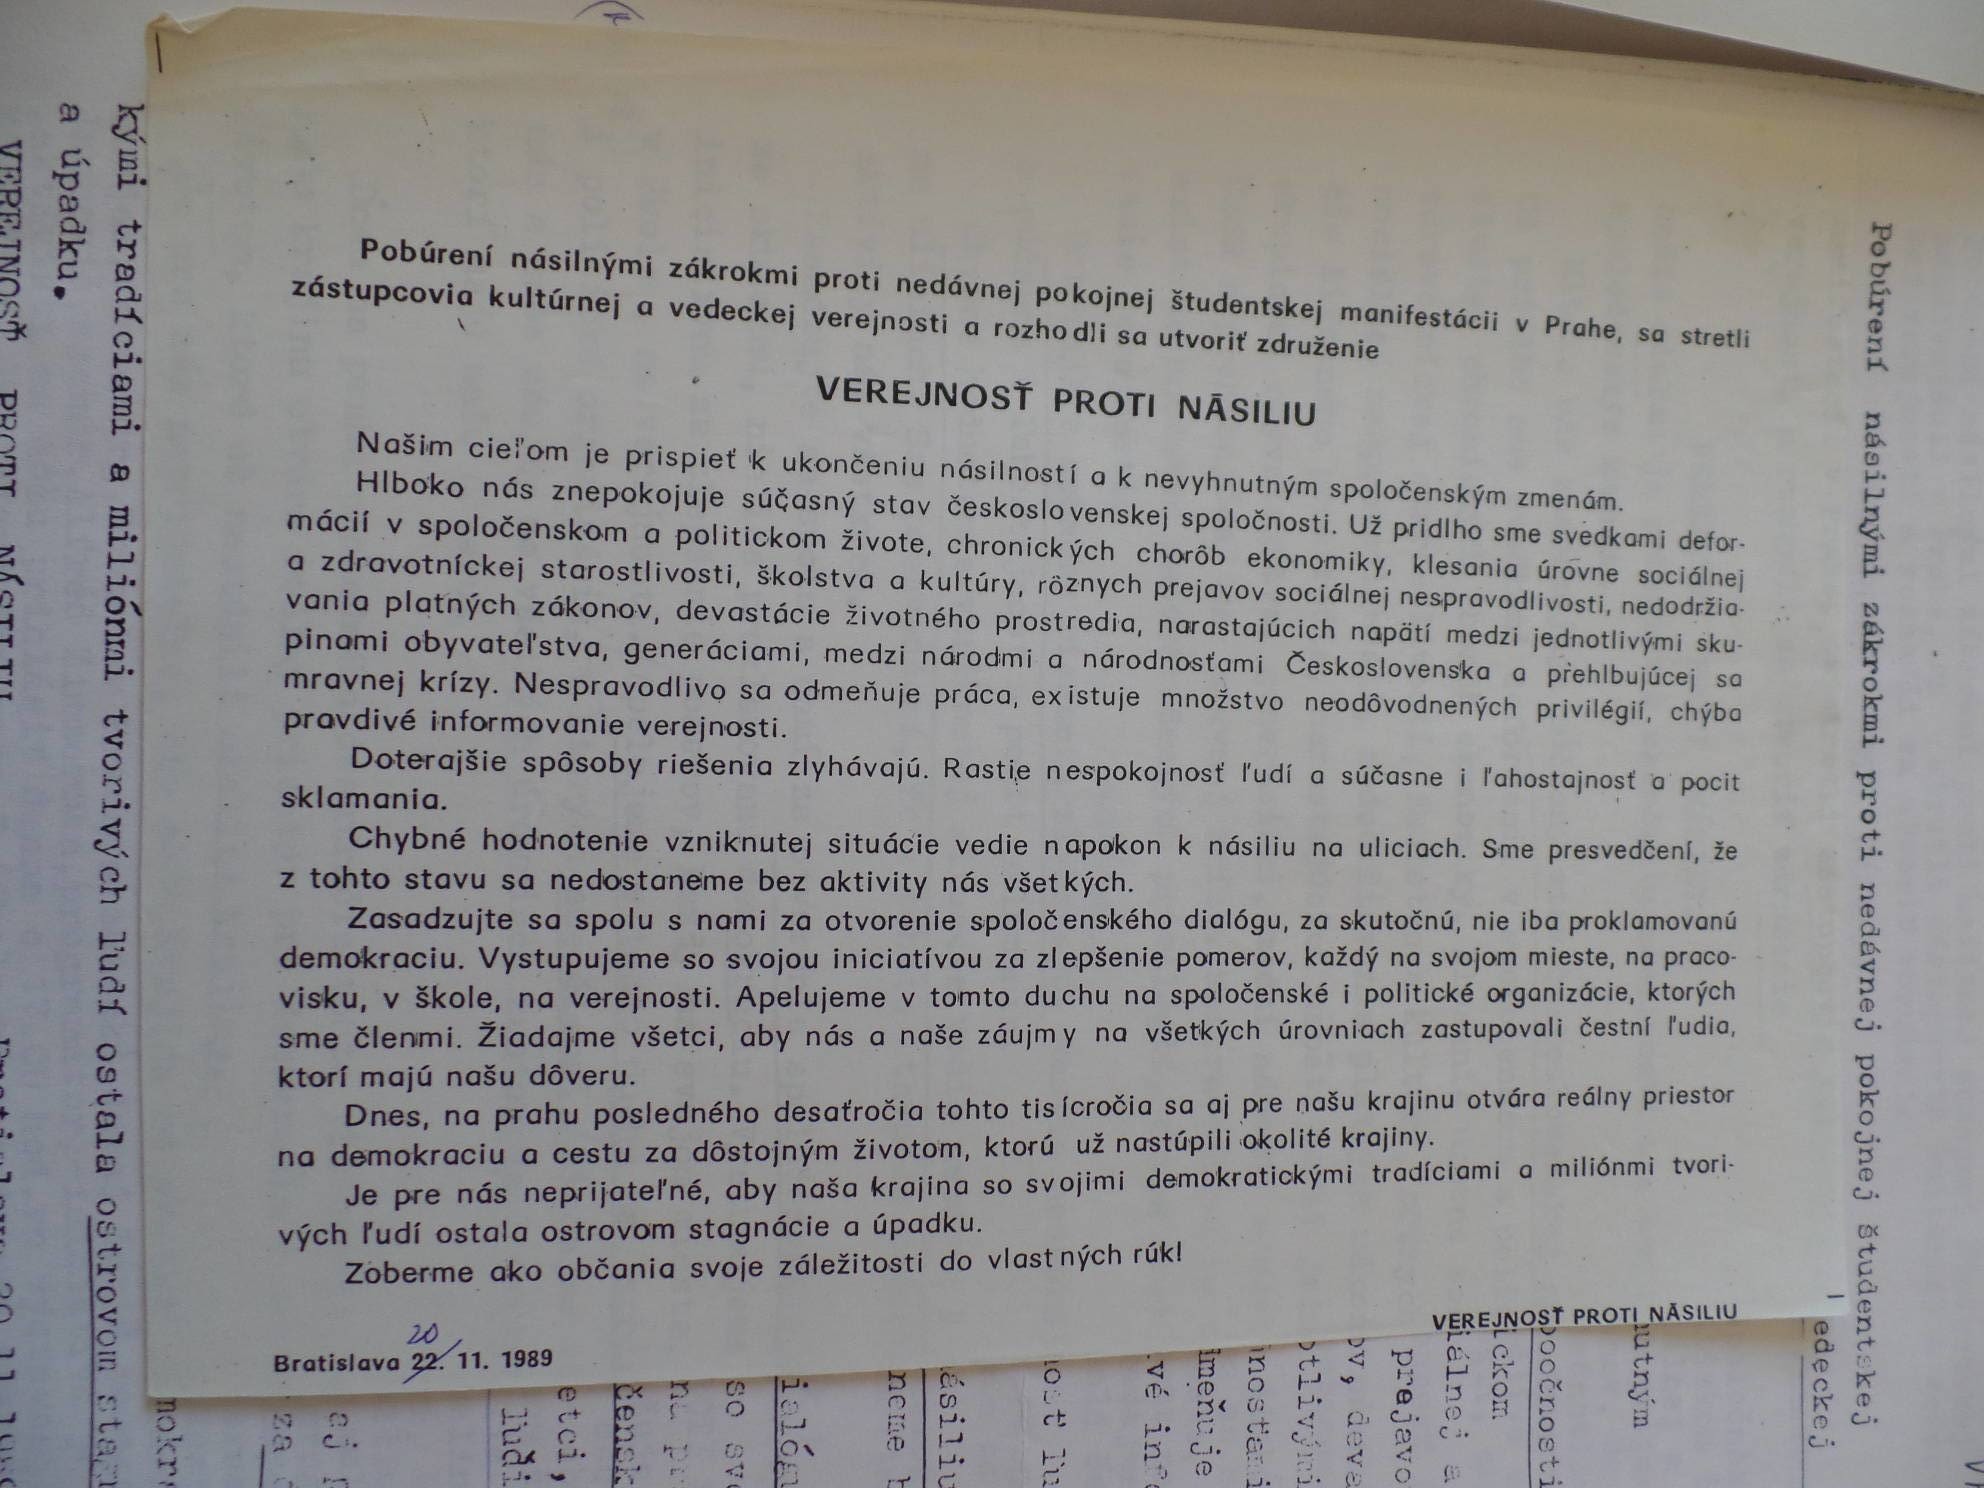 Pobúrení násilnými zákrokmi proti nedávnej pokojnej študentskej manifestácii v Prahe, sa stretli
zástupcovia kultúrnej a vedeckej verejnosti a rozhodli sa utvoriť združenie
VEREJNOSŤ PROTI NÁSILIU
Našim cieľom je prispieť k ukončeniu násilností a k nevyhnutným spoločenským zmenám.
Hlboko nás znepokojuje súčasný stav československej spoločnosti. Už pridlho sme svedkami defor-
mácií v spoločenskom a politickom živote, chronických chorôb ekonomiky, klesania úrovne sociálnej
a zdravotníckej starostlivosti, školstva a kultúry, rôznych prejavov sociálnej nespravodlivosti, nedodržia-
vania platných zákonov, devastácie životného prostredia, narastajúcich napätí medzi jednotlivými sku-
pinami obyvateľstva, generáciami, medzi národmi a národnosťami Československa a prehlbujúcej sa
mravnej krízy. Nespravodlivo sa odmeňuje práca, existuje množstvo neodôvodnených privilégií, chýba
pravdivé informovanie verejnosti.
Doterajšie spôsoby riešenia zlyhávajú. Rastie nespokojnosť ľudí a súčasne i ľahostajnosť a pocit
sklamania.
Chybné hodnotenie vzniknutej situácie vedie napokon k násiliu na uliciach. Sme presvedčení, že
z tohto stavu sa nedostaneme bez aktivity nás všetkých.
Zasadzujte sa spolu s nami za otvorenie spoločenského dialógu, za skutočnú, nie iba proklamovanú
demokraciu. Vystupujeme so svojou iniciatívou za zlepšenie pomerov, každý na svojom mieste, na praco-
visku, v škole, na verejnosti. Apelujeme v tomto duchu na spoločenské i politické organizácie, ktorých
sme členmi. Žiadajme všetci, aby nás a naše záujmy na všetkých úrovniach zastupovali čestní ľudia,
ktorí majú našu dôveru.
Dnes, na prahu posledného desaťročia tohto tisícročia sa aj pre našu krajinu otvára reálny priestor
na demokraciu a cestu za dôstojným životom, ktorú už nastúpili okolité krajiny.
Je pre nás neprijateľné, aby naša krajina so svojimi demokratickými tradíciami a miliónmi tvori-
vých ľudí ostala ostrovom stagnácie a úpadku.
Zoberme ako občania svoje záležitosti do vlastných rúk!
VEREJNOSŤ PROTI NÁSILIU
20
Bratislava 22. 11. 1989
Pobúrení násilnými zákrokmi proti nedávnej pokojnej študentskej
kými tradíciami a miliónmi tvorivých ľudí ostala ostrovom
a úpadku.
VEREJNOSŤ PROTI NÁSILIU